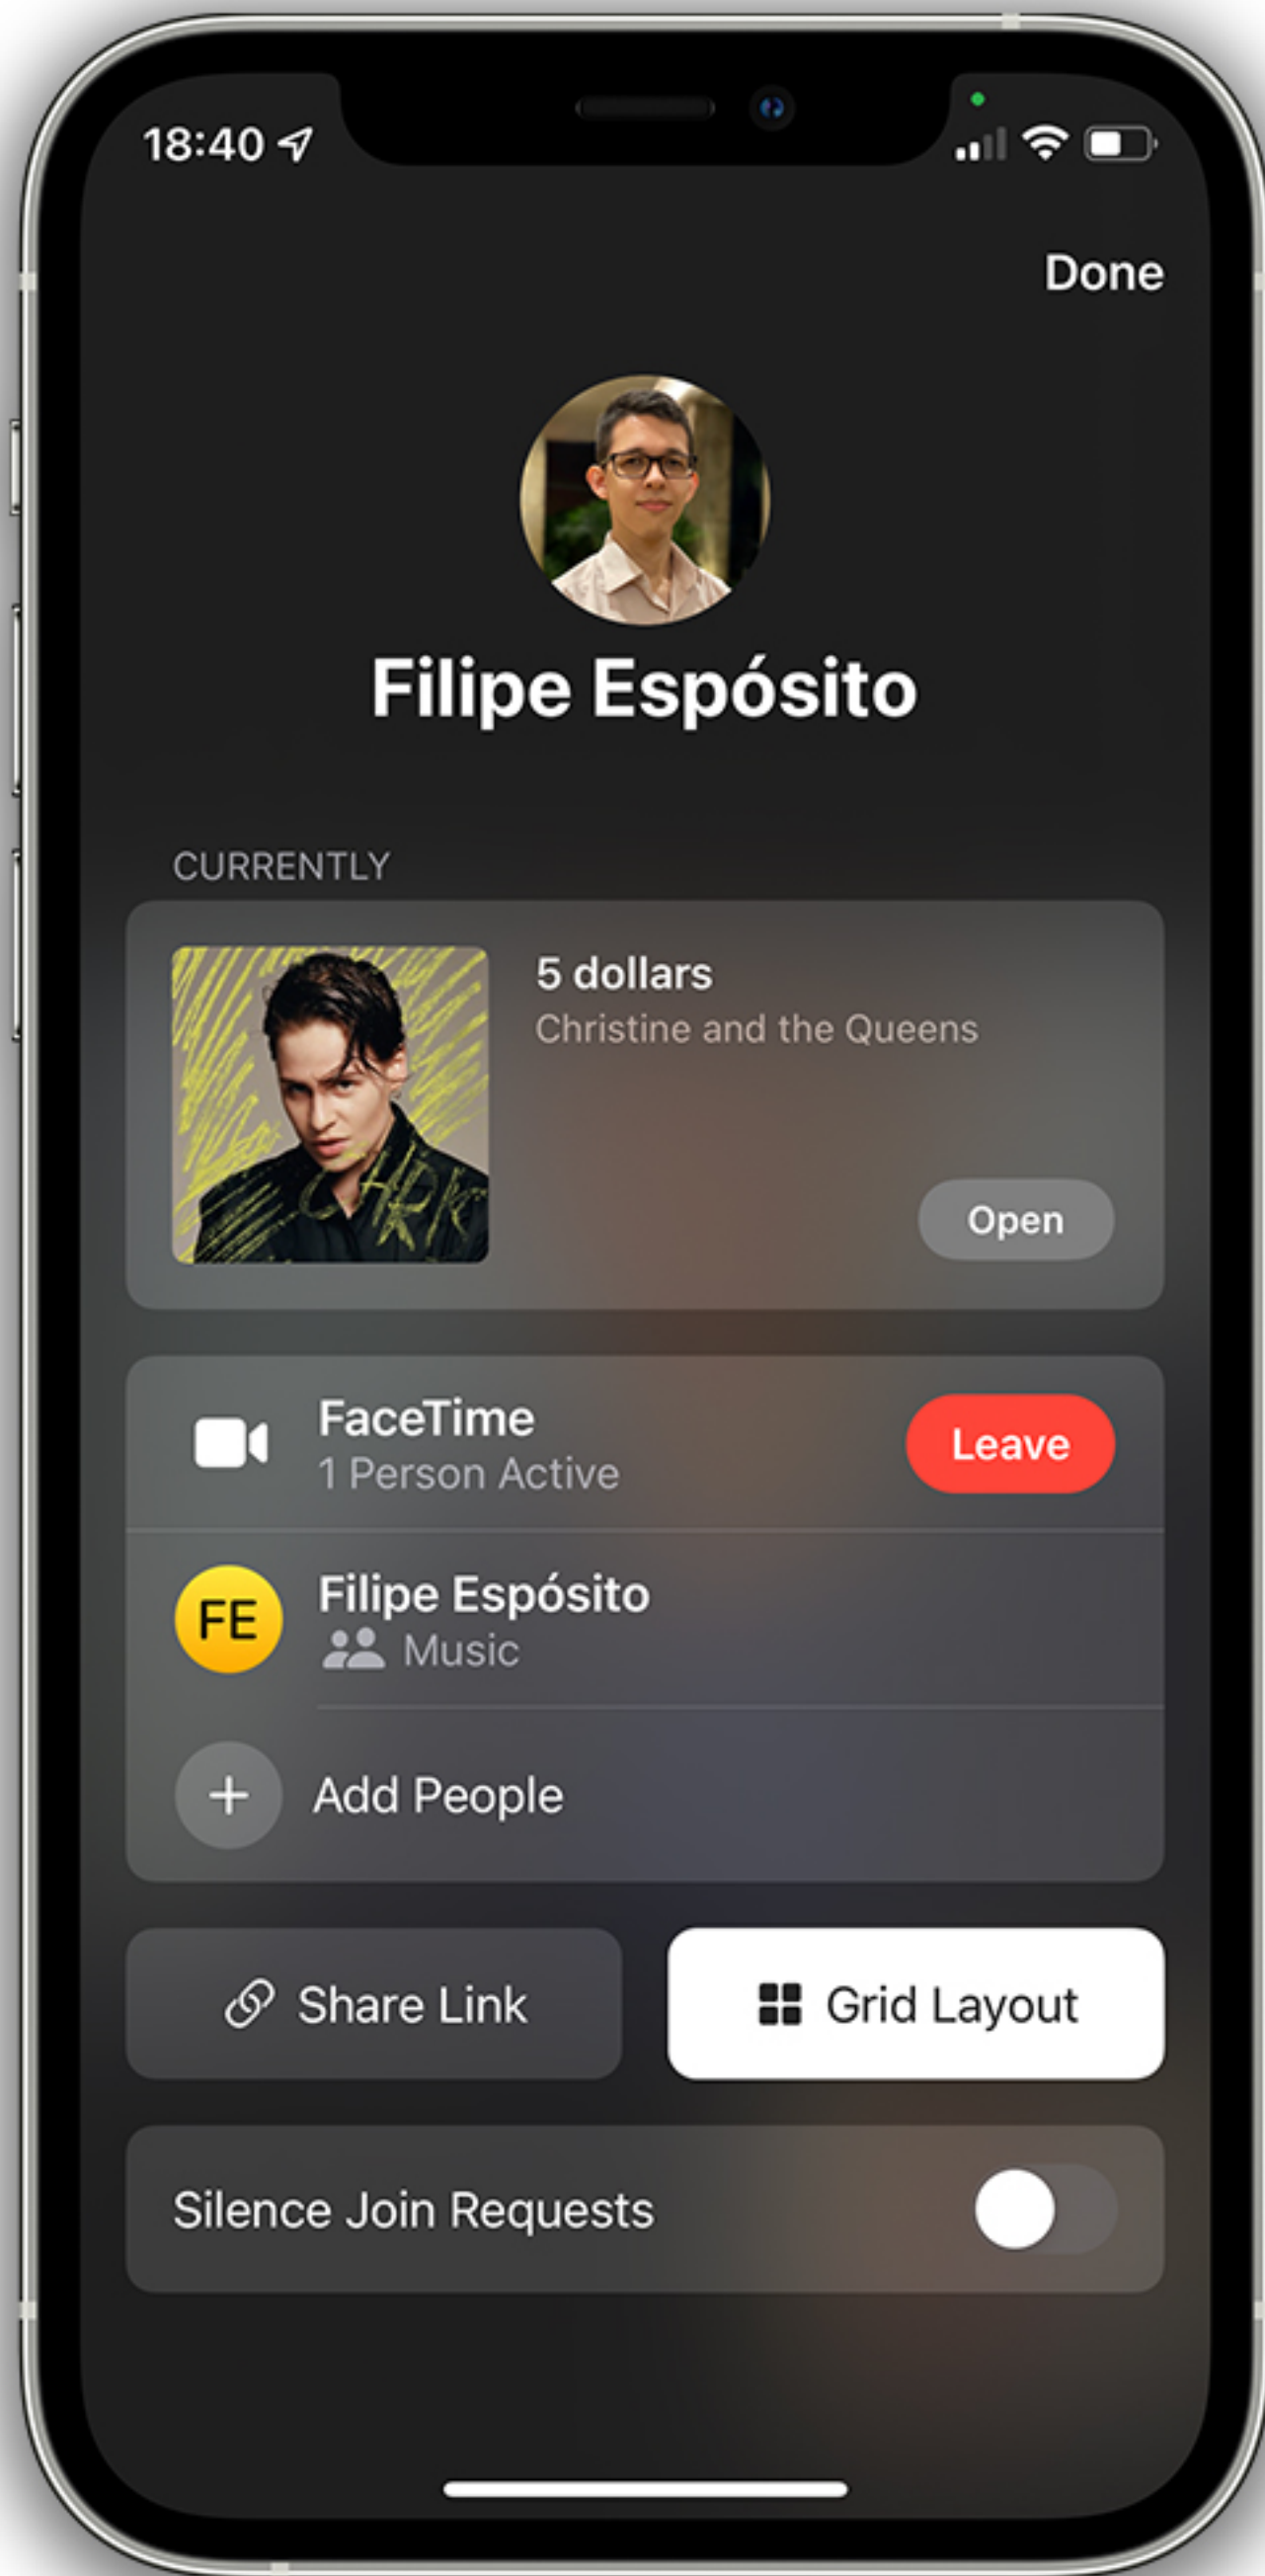 18:40
Done
Filipe Espósito
CURRENTLY
5 dollars
Christine and the Queens
CHRIS
Open
FaceTime
1 Person Active
Leave
FE
Filipe Espósito
Music
Add People
Share Link
Grid Layout
Silence Join Requests